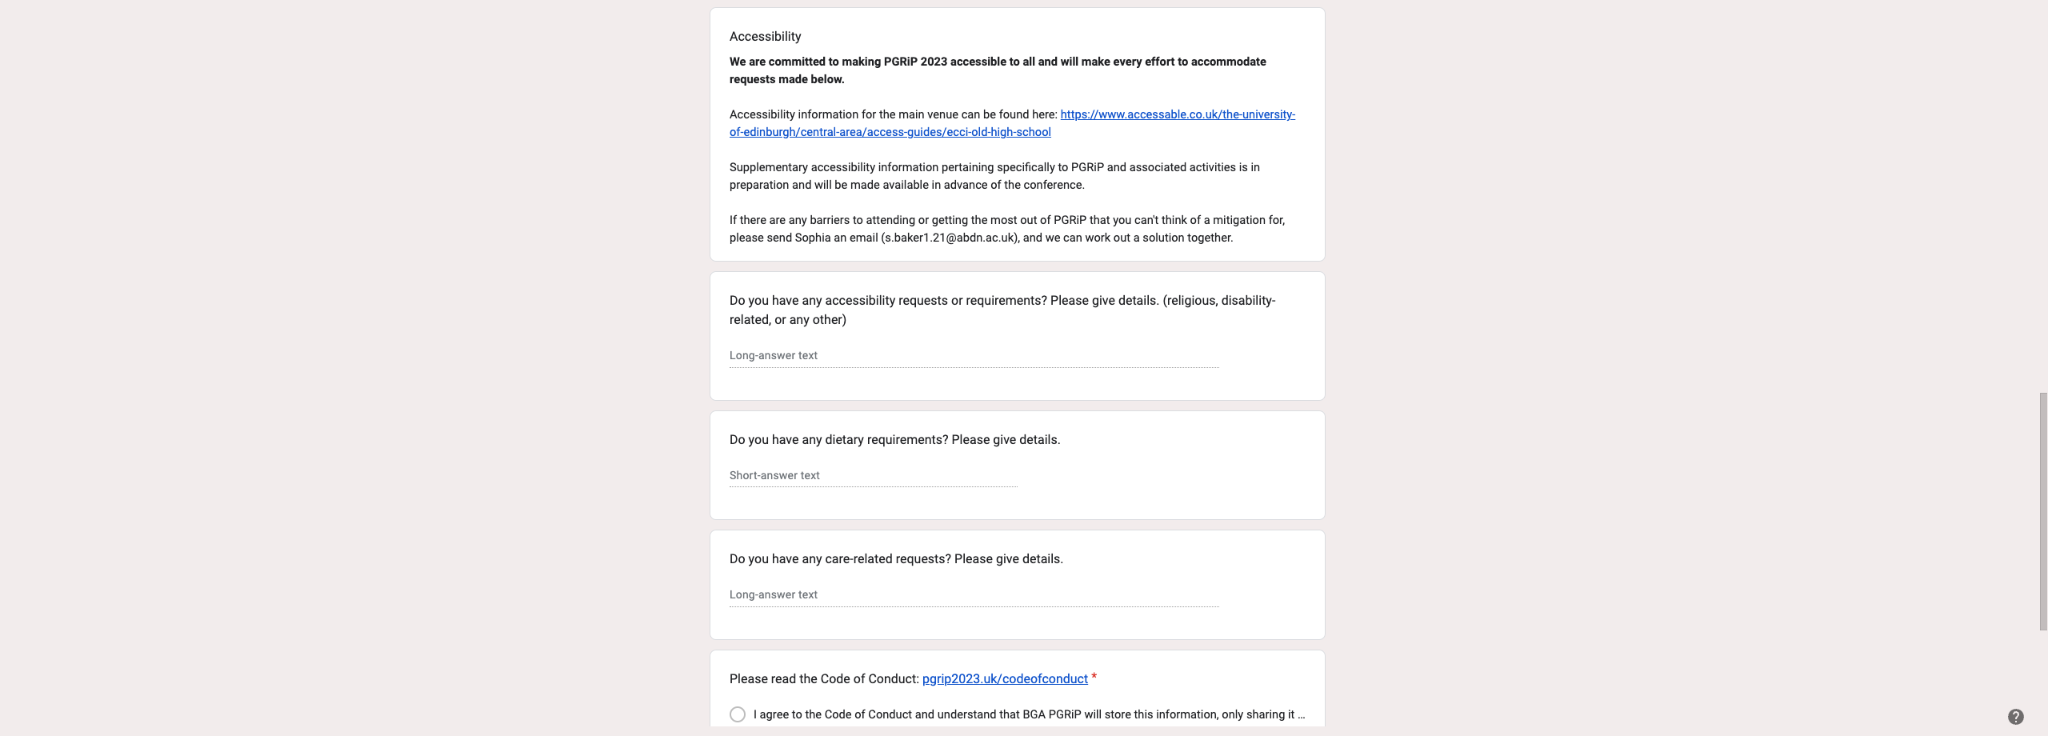 Accessibility
We are committed to making PGRiP 2023 accessible to all and will make every effort to accommodate
requests made below.
Accessibility information for the main venue can be found here: https://www.accessable.co.uk/the-university-
of-edinburgh/central-area/access-guides/ecci-old-high-school
Supplementary accessibility information pertaining specifically to PGRiP and associated activities is in
preparation and will be made available in advance of the conference.
If there are any barriers to attending or getting the most out of PGRiP that you can't think of a mitigation for,
please send Sophia an email (s.baker1.21@abdn.ac.uk), and we can work out a solution together.
Do you have any accessibility requests or requirements? Please give details. (religious, disability-
related, or any other)
Long-answer text
Do you have any dietary requirements? Please give details.
Short-answer text
Do you have any care-related requests? Please give details.
Long-answer text
Please read the Code of Conduct: pgrip2023.uk/codeofconduct *
I agree to the Code of Conduct and understand that BGA PGRiP will store this information, only sharing it ...
?